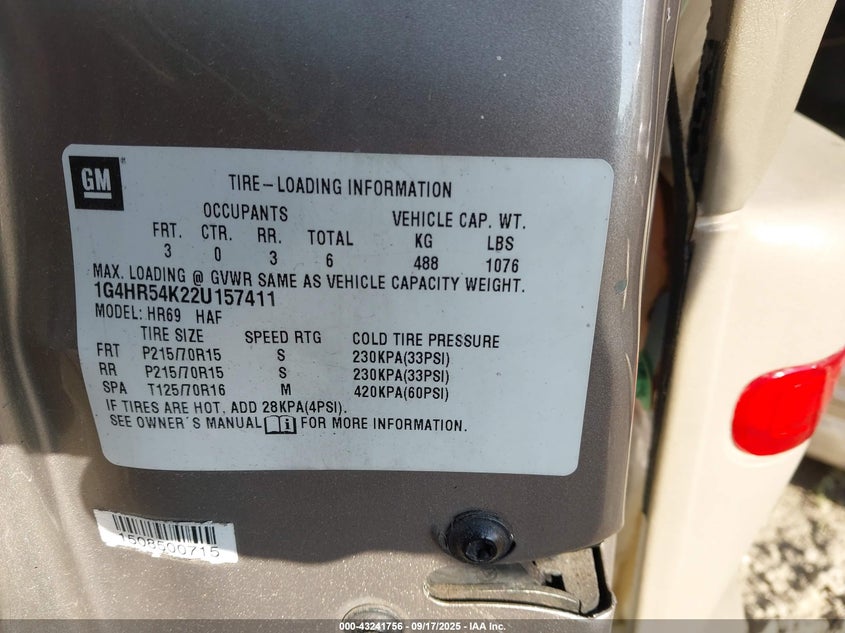 GM
TIRE-LOADING INFORMATION
OCCUPANTS VEHICLE CAP. WT.
FRT. CTR. RR. TOTAL KG LBS
3 0 3 6 488 1076
MAX. LOADING @ GVWR SAME AS VEHICLE CAPACITY WEIGHT.
1G4HR54K22U157411
MODEL: HR69 HAF
TIRE SIZE SPEED RTG COLD TIRE PRESSURE
FRT P215/70R15 S 230KPA(33PSI)
RR P215/70R15 S 230KPA(33PSI)
SPA T125/70R16 M 420KPA(60PSI)
IF TIRES ARE HOT, ADD 28KPA(4PSI).
SEE OWNER'S MANUAL i FOR MORE INFORMATION.
1508500715
000-43241756 - 09/17/2025 - IAA Inc.